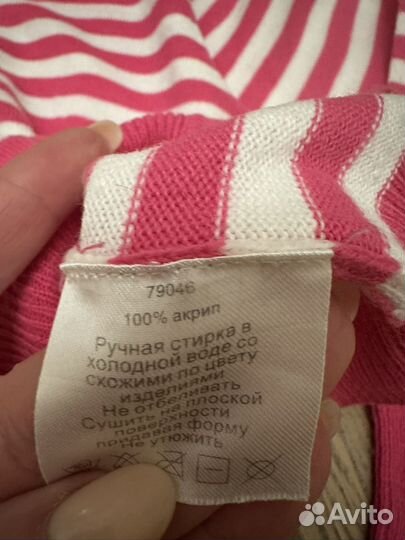 79046
100% акрил
Ручная стирка в
холодной воде со
схожими по цвету
изделиями
Не отбеливать
Сушить на плоской
поверхности
придавая форму
Не утюжить
Avito